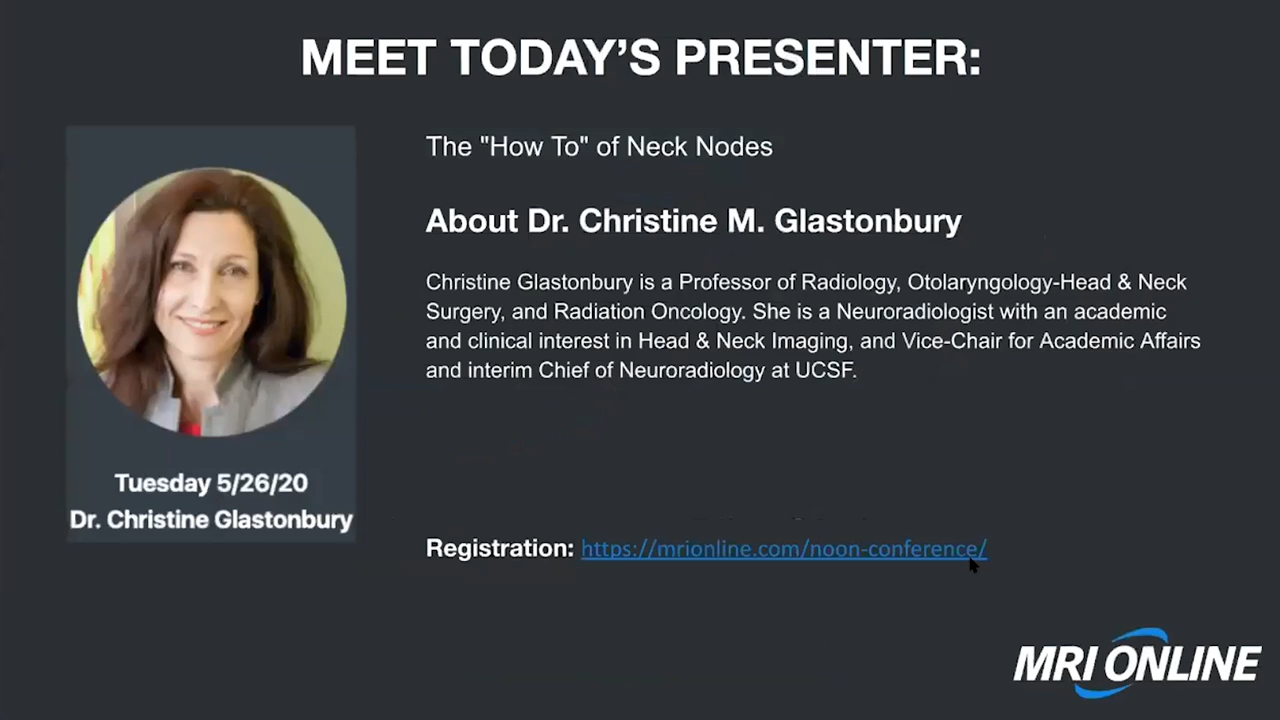 MEET TODAY’S PRESENTER:
The "How To" of Neck Nodes
About Dr. Christine M. Glastonbury
Christine Glastonbury is a Professor of Radiology, Otolaryngology-Head & Neck
Surgery, and Radiation Oncology. She is a Neuroradiologist with an academic
and clinical interest in Head & Neck Imaging, and Vice-Chair for Academic Affairs
and interim Chief of Neuroradiology at UCSF.
Tuesday 5/26/20
Dr. Christine Glastonbury
Registration: https://mrionline.com/noon-conference/
MRI ONLINE